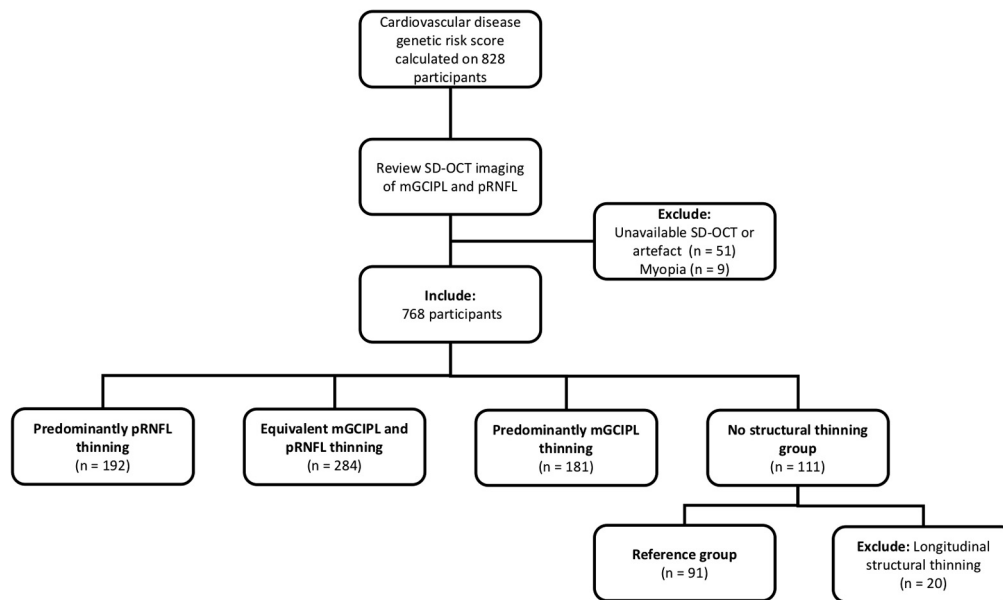 Cardiovascular disease
genetic risk score
calculated on 828
participants
Review SD-OCT imaging
of mGCIPL and pRNFL
Exclude:
Unavailable SD-OCT or
artefact (n = 51)
Myopia (n = 9)
Include:
768 participants
Predominantly pRNFL
thinning
(n = 192)
Equivalent mGCIPL and
pRNFL thinning
(n = 284)
Predominantly mGCIPL
thinning
(n = 181)
No structural thinning
group
(n = 111)
Reference group
(n = 91)
Exclude: Longitudinal
structural thinning
(n = 20)